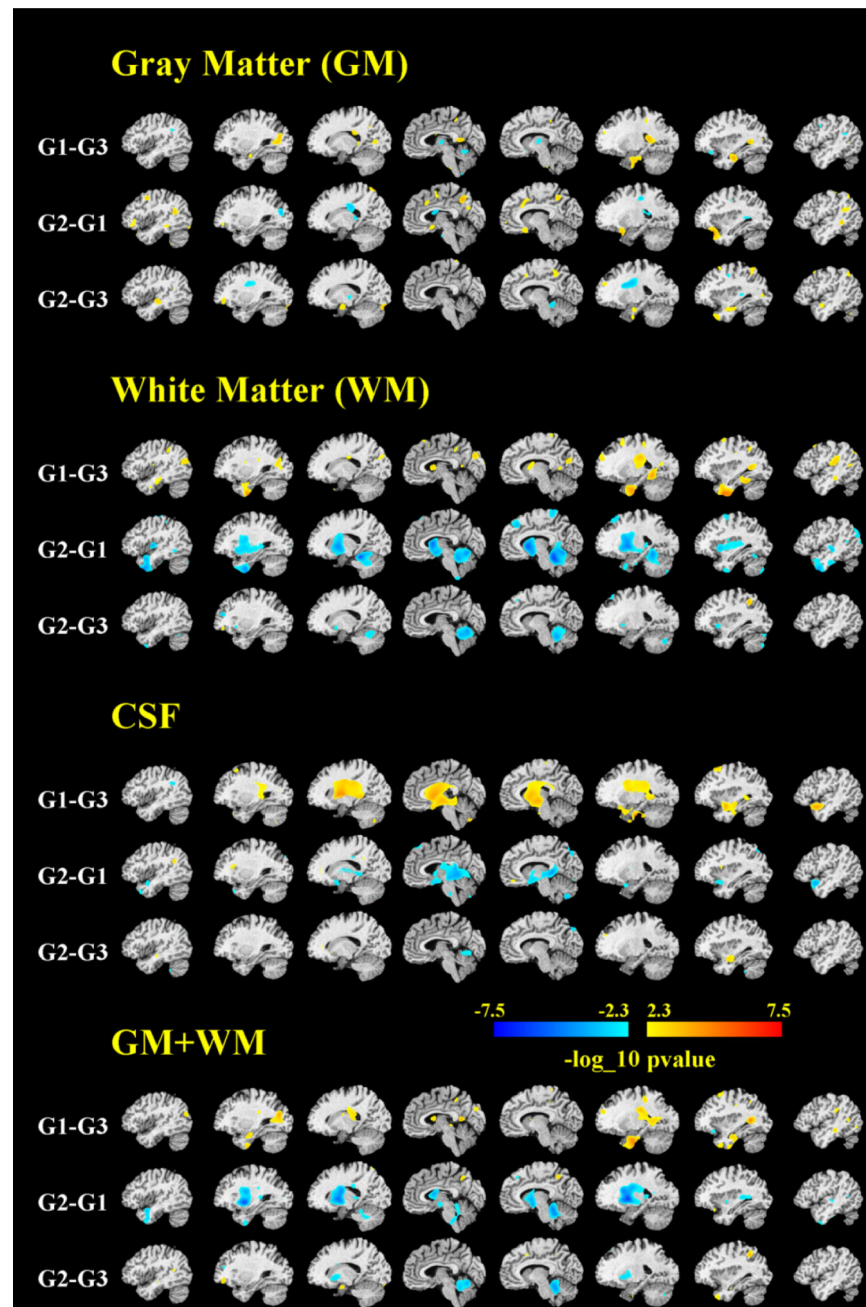 Gray Matter (GM)
G1-G3
G2-G1
G2-G3
White Matter (WM)
G1-G3
G2-G1
G2-G3
CSF
G1-G3
G2-G1
G2-G3
-7.5 -2.3 2.3 7.5
-log_10 pvalue
GM+WM
G1-G3
G2-G1
G2-G3